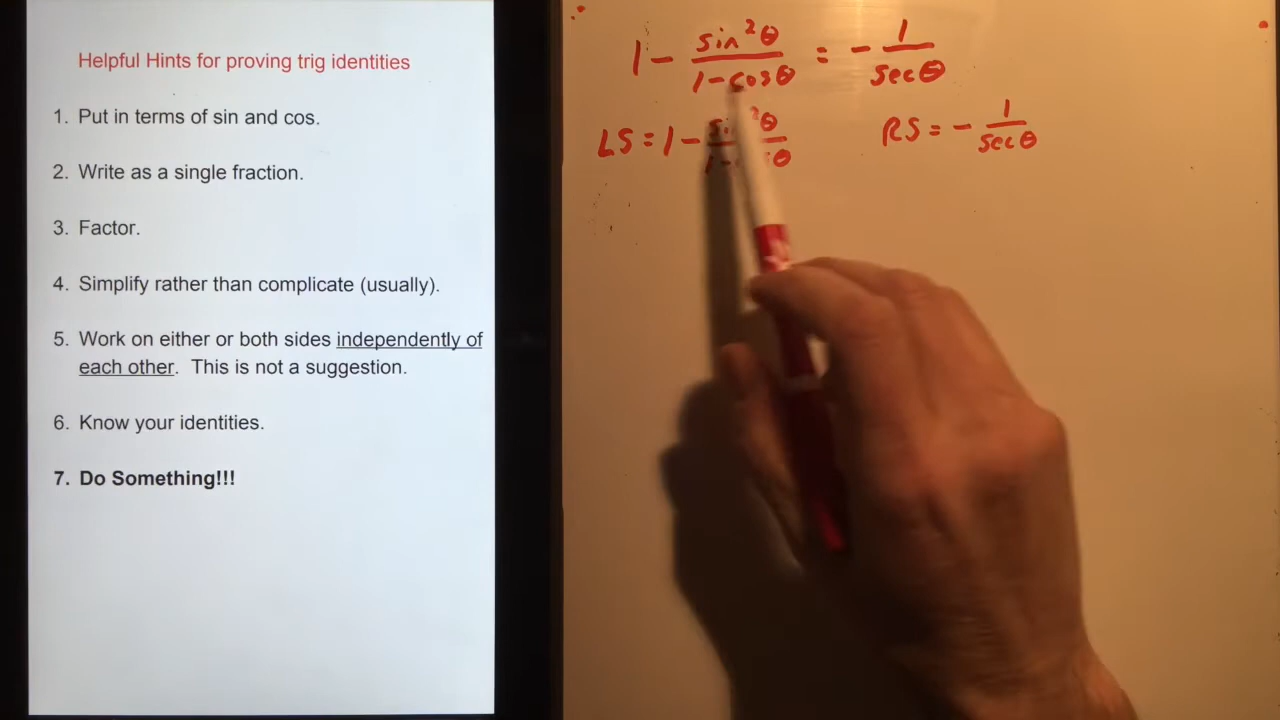 Helpful Hints for proving trig identities
1. Put in terms of sin and cos.
2. Write as a single fraction.
3. Factor.
4. Simplify rather than complicate (usually).
5. Work on either or both sides independently of
each other. This is not a suggestion.
6. Know your identities.
7. Do Something!!!
1 - sin²θ / 1-cosθ = - 1 / secθ
LS = 1 - RS = - 1 / secθ